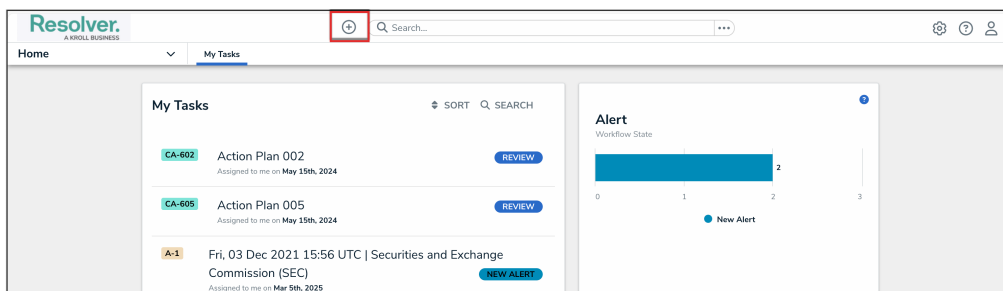 Resolver.
A KROLL BUSINESS
Search...
Home
My Tasks
My Tasks
SORT
SEARCH
CA-602
Action Plan 002
REVIEW
Assigned to me on May 15th, 2024
CA-605
Action Plan 005
REVIEW
Assigned to me on May 15th, 2024
A-1
Fri, 03 Dec 2021 15:56 UTC | Securities and Exchange
Commission (SEC)
NEW ALERT
Assigned to me on Mar 5th, 2025
Alert
Workflow State
2
0 1 2 3
New Alert